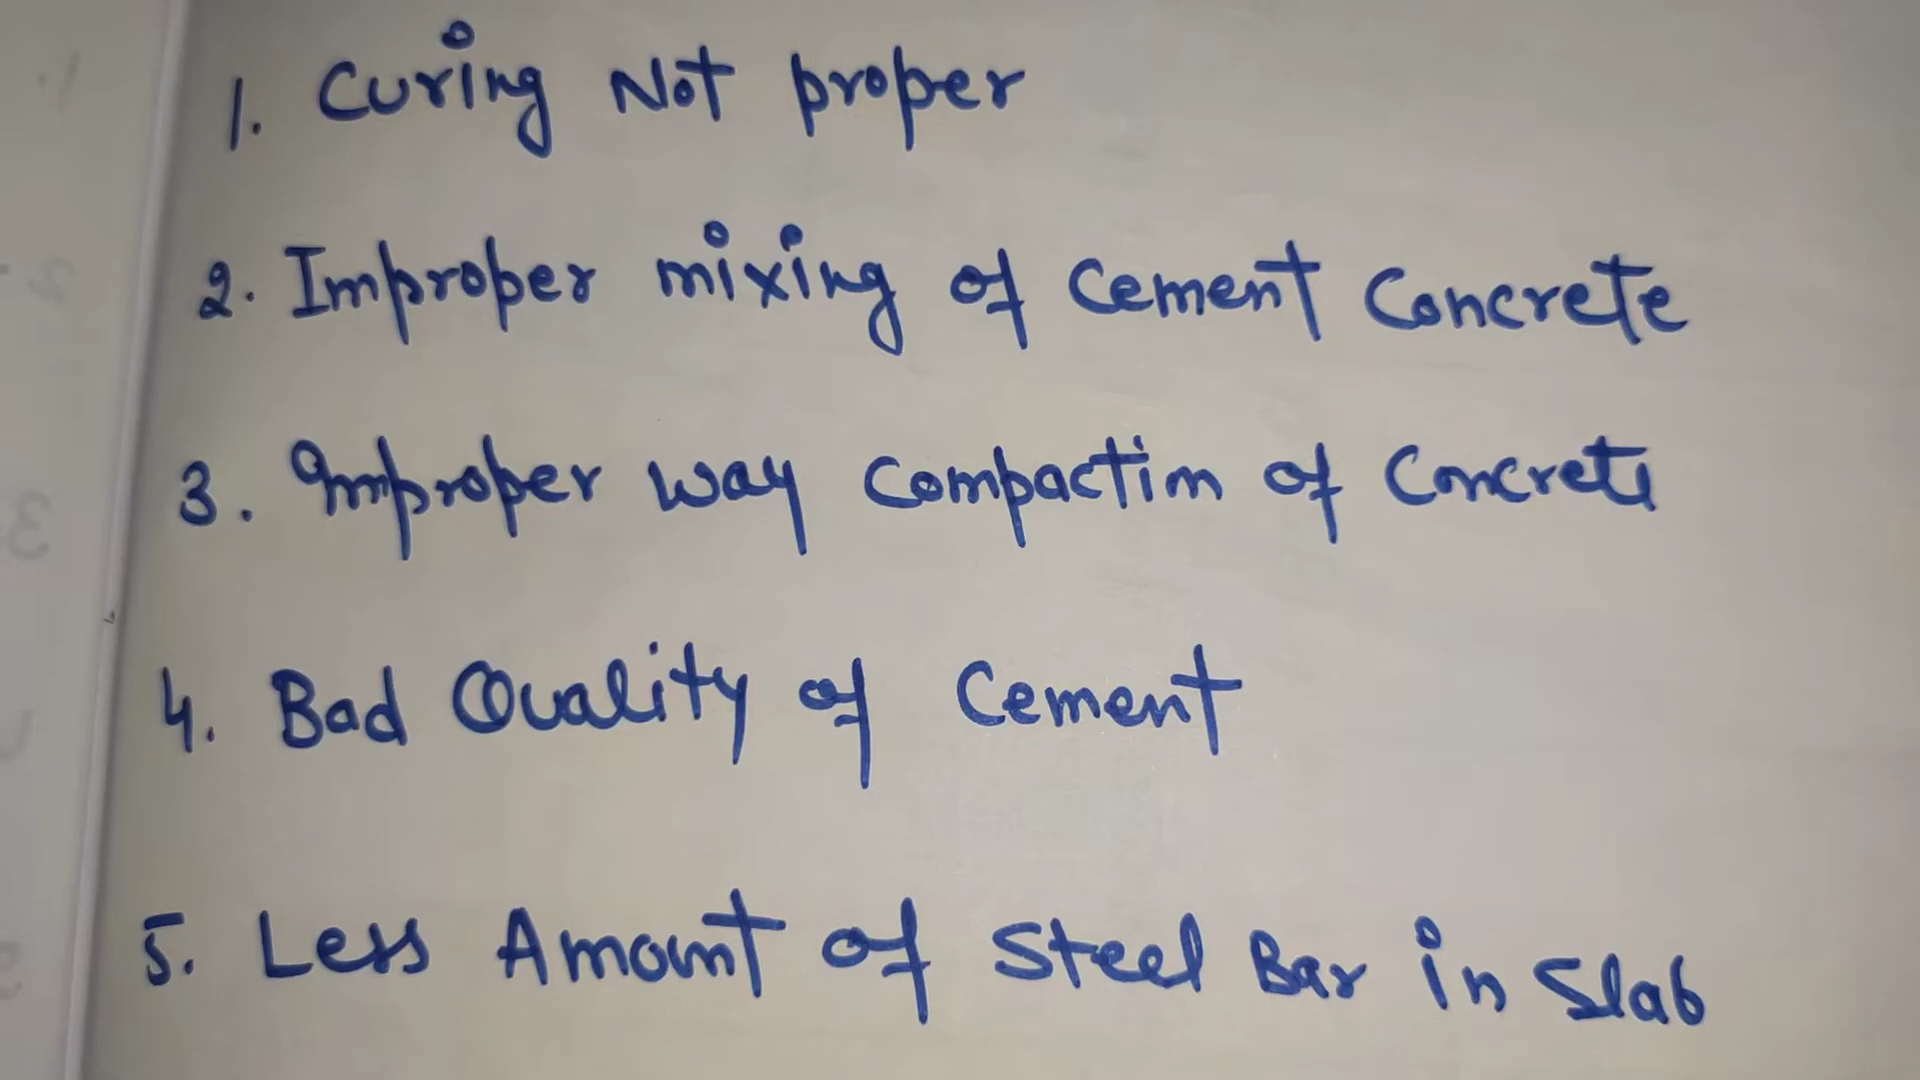 1. Curing Not proper
2. Improper mixing of Cement Concrete
3. Improper way Compaction of Concrete
4. Bad Quality of Cement
5. Less Amount of Steel Bar in Slab